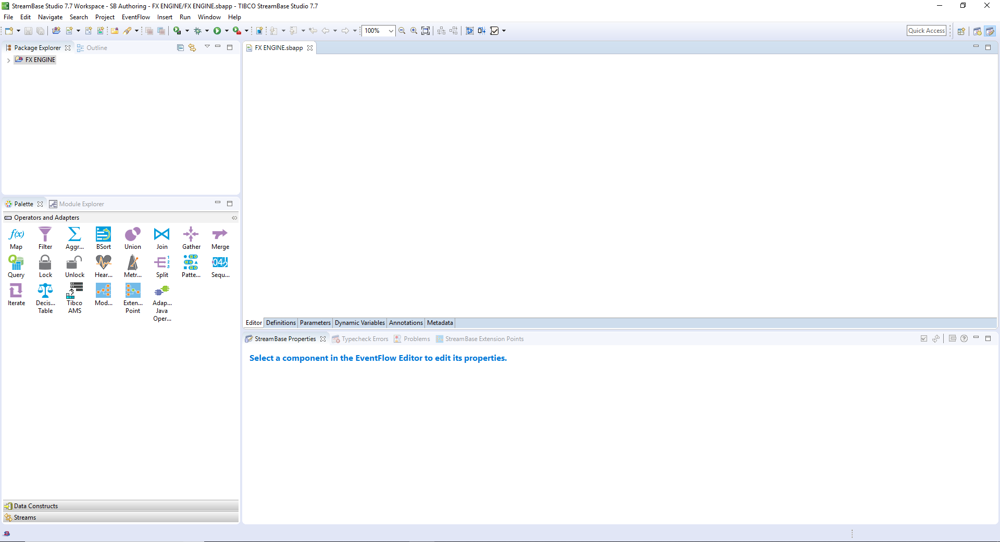 StreamBase Studio 7.7 Workspace - SB Authoring - FX ENGINE/FX ENGINE.sbapp - TIBCO StreamBase Studio 7.7
File Edit Navigate Search Project EventFlow Insert Run Window Help
100%
Quick Access
Package Explorer Outline
FX ENGINE.sbapp
FX ENGINE
Palette Module Explorer
Operators and Adapters
f(x)
Map Filter Aggr... BSort Union Join Gather Merge
1
2
3
Query Lock Unlock Hear... Metr... Split Patte... Sequ...
Iterate Decis... Table Tibco AMS Mod... Exten... Point Adap... Java Oper...
Data Constructs
Streams
Editor Definitions Parameters Dynamic Variables Annotations Metadata
StreamBase Properties Typecheck Errors Problems StreamBase Extension Points
Select a component in the EventFlow Editor to edit its properties.